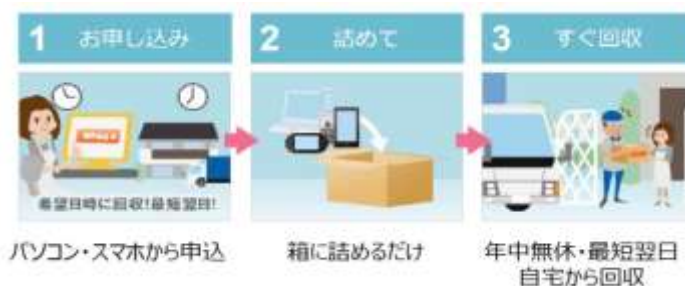 1 お申し込み
2 詰めて
3 すぐ回収
希望日時に回収!最短翌日!
パソコン・スマホから申込
箱に詰めるだけ
年中無休・最短翌日
自宅から回収